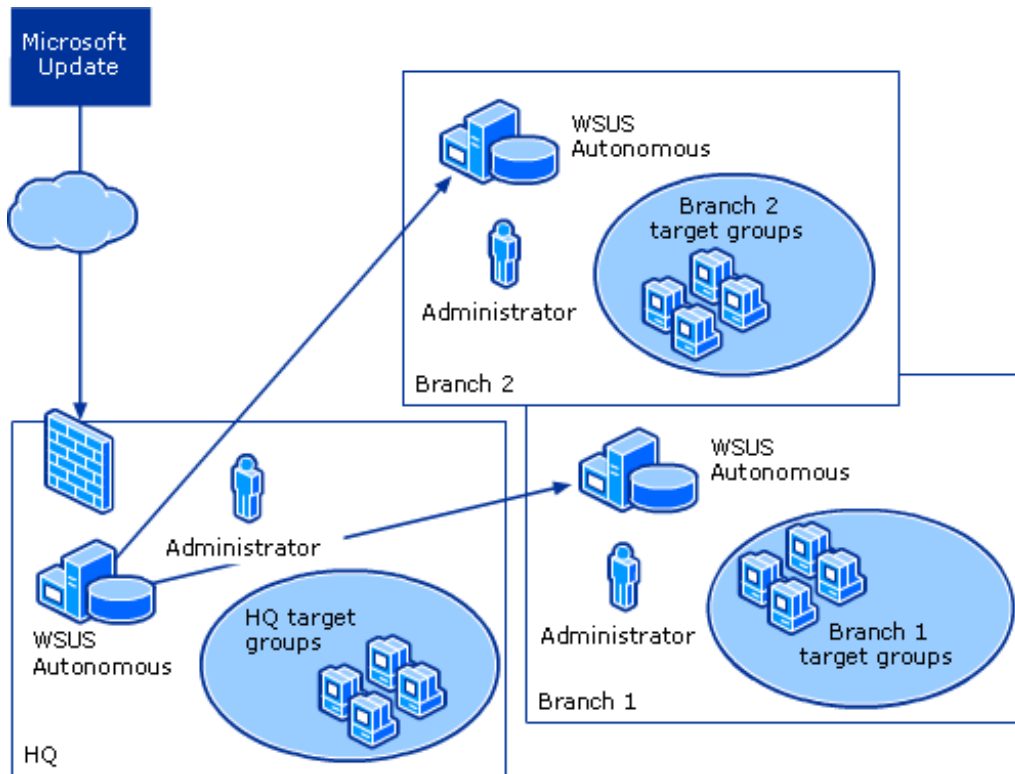 Microsoft
Update
WSUS
Autonomous
Branch 2
target groups
Administrator
Branch 2
WSUS
Autonomous
Administrator
Branch 1
target groups
Branch 1
Administrator
WSUS
Autonomous
HQ target
groups
HQ